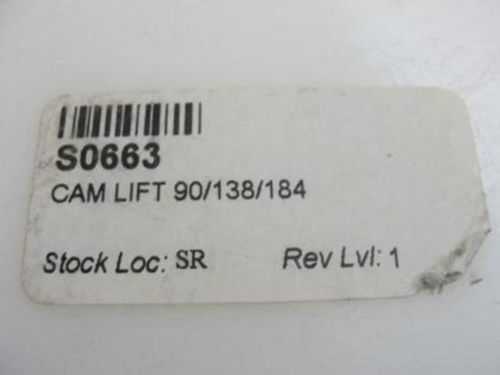 S0663
CAM LIFT 90/138/184
Stock Loc: SR Rev Lvl: 1